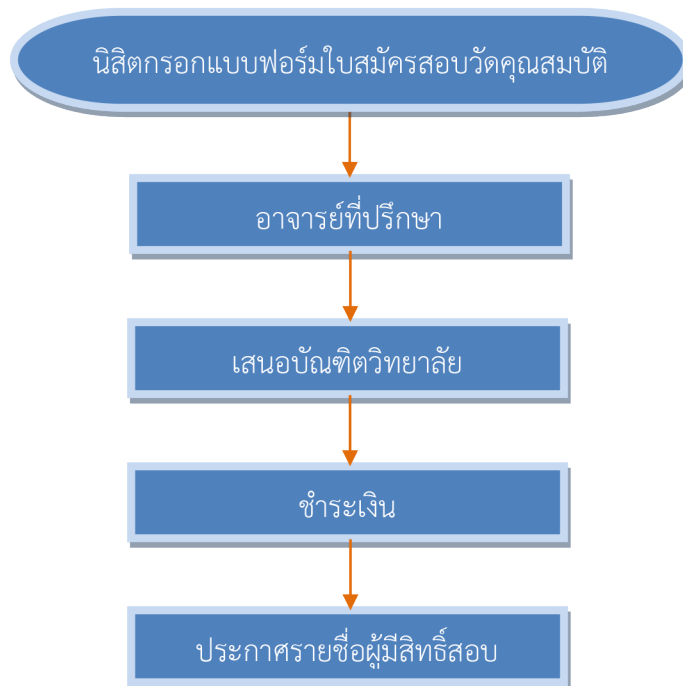 นิสิตกรอกแบบฟอร์มใบสมัครสอบวัดคุณสมบัติ
อาจารย์ที่ปรึกษา
เสนอบัณฑิตวิทยาลัย
ชำระเงิน
ประกาศรายชื่อผู้มีสิทธิ์สอบ